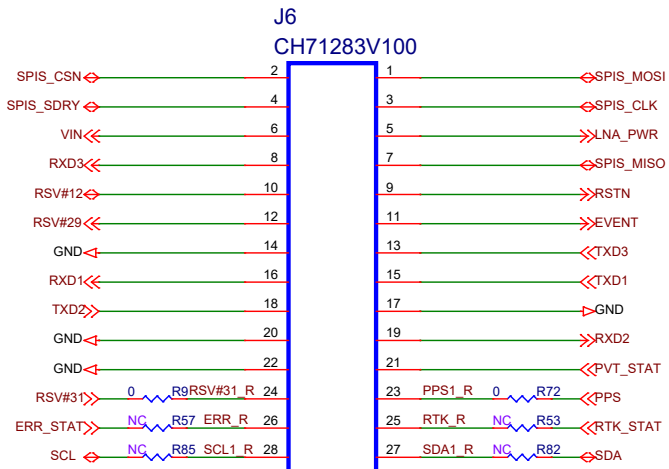 J6
CH71283V100
SPIS_CSN 2 1 SPIS_MOSI
SPIS_SDRY 4 3 SPIS_CLK
VIN 6 5 LNA_PWR
RXD3 8 7 SPIS_MISO
RSV#12 10 9 RSTN
RSV#29 12 11 EVENT
GND 14 13 TXD3
RXD1 16 15 TXD1
TXD2 18 17 GND
GND 20 19 RXD2
GND 22 21 PVT_STAT
RSV#31 0 R9 RSV#31_R 24 23 PPS1_R 0 R72 PPS
ERR_STAT NC R57 ERR_R 26 25 RTK_R NC R53 RTK_STAT
SCL NC R85 SCL1_R 28 27 SDA1_R NC R82 SDA